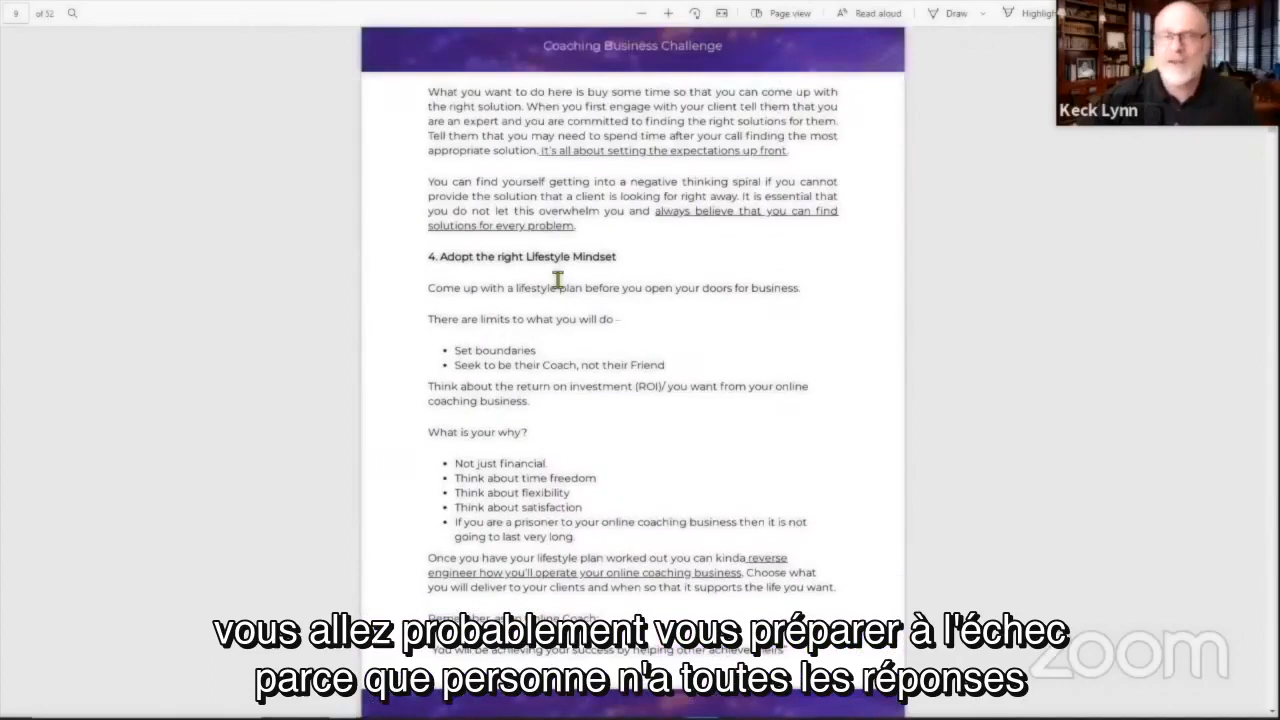 9 of 52 Page view Read aloud Draw Highligh
Coaching Business Challenge
Keck Lynn
What you want to do here is buy some time so that you can come up with
the right solution. When you first engage with your client tell them that you
are an expert and you are committed to finding the right solutions for them.
Tell them that you may need to spend time after your call finding the most
appropriate solution. It's all about setting the expectations up front.
You can find yourself getting into a negative thinking spiral if you cannot
provide the solution that a client is looking for right away. It is essential that
you do not let this overwhelm you and always believe that you can find
solutions for every problem.
4. Adopt the right Lifestyle Mindset
Come up with a lifestyle plan before you open your doors for business.
There are limits to what you will do –
• Set boundaries
• Seek to be their Coach, not their Friend
Think about the return on investment (ROI)/ you want from your online
coaching business.
What is your why?
• Not just financial.
• Think about time freedom
• Think about flexibility
• Think about satisfaction
• If you are a prisoner to your online coaching business then it is not
going to last very long.
Once you have your lifestyle plan worked out you can kinda reverse
engineer how you'll operate your online coaching business. Choose what
you will deliver to your clients and when so that it supports the life you want.
"You will be achieving your success by helping other achieve theirs"
vous allez probablement vous préparer à l'échec
parce que personne n'a toutes les réponses
zoom